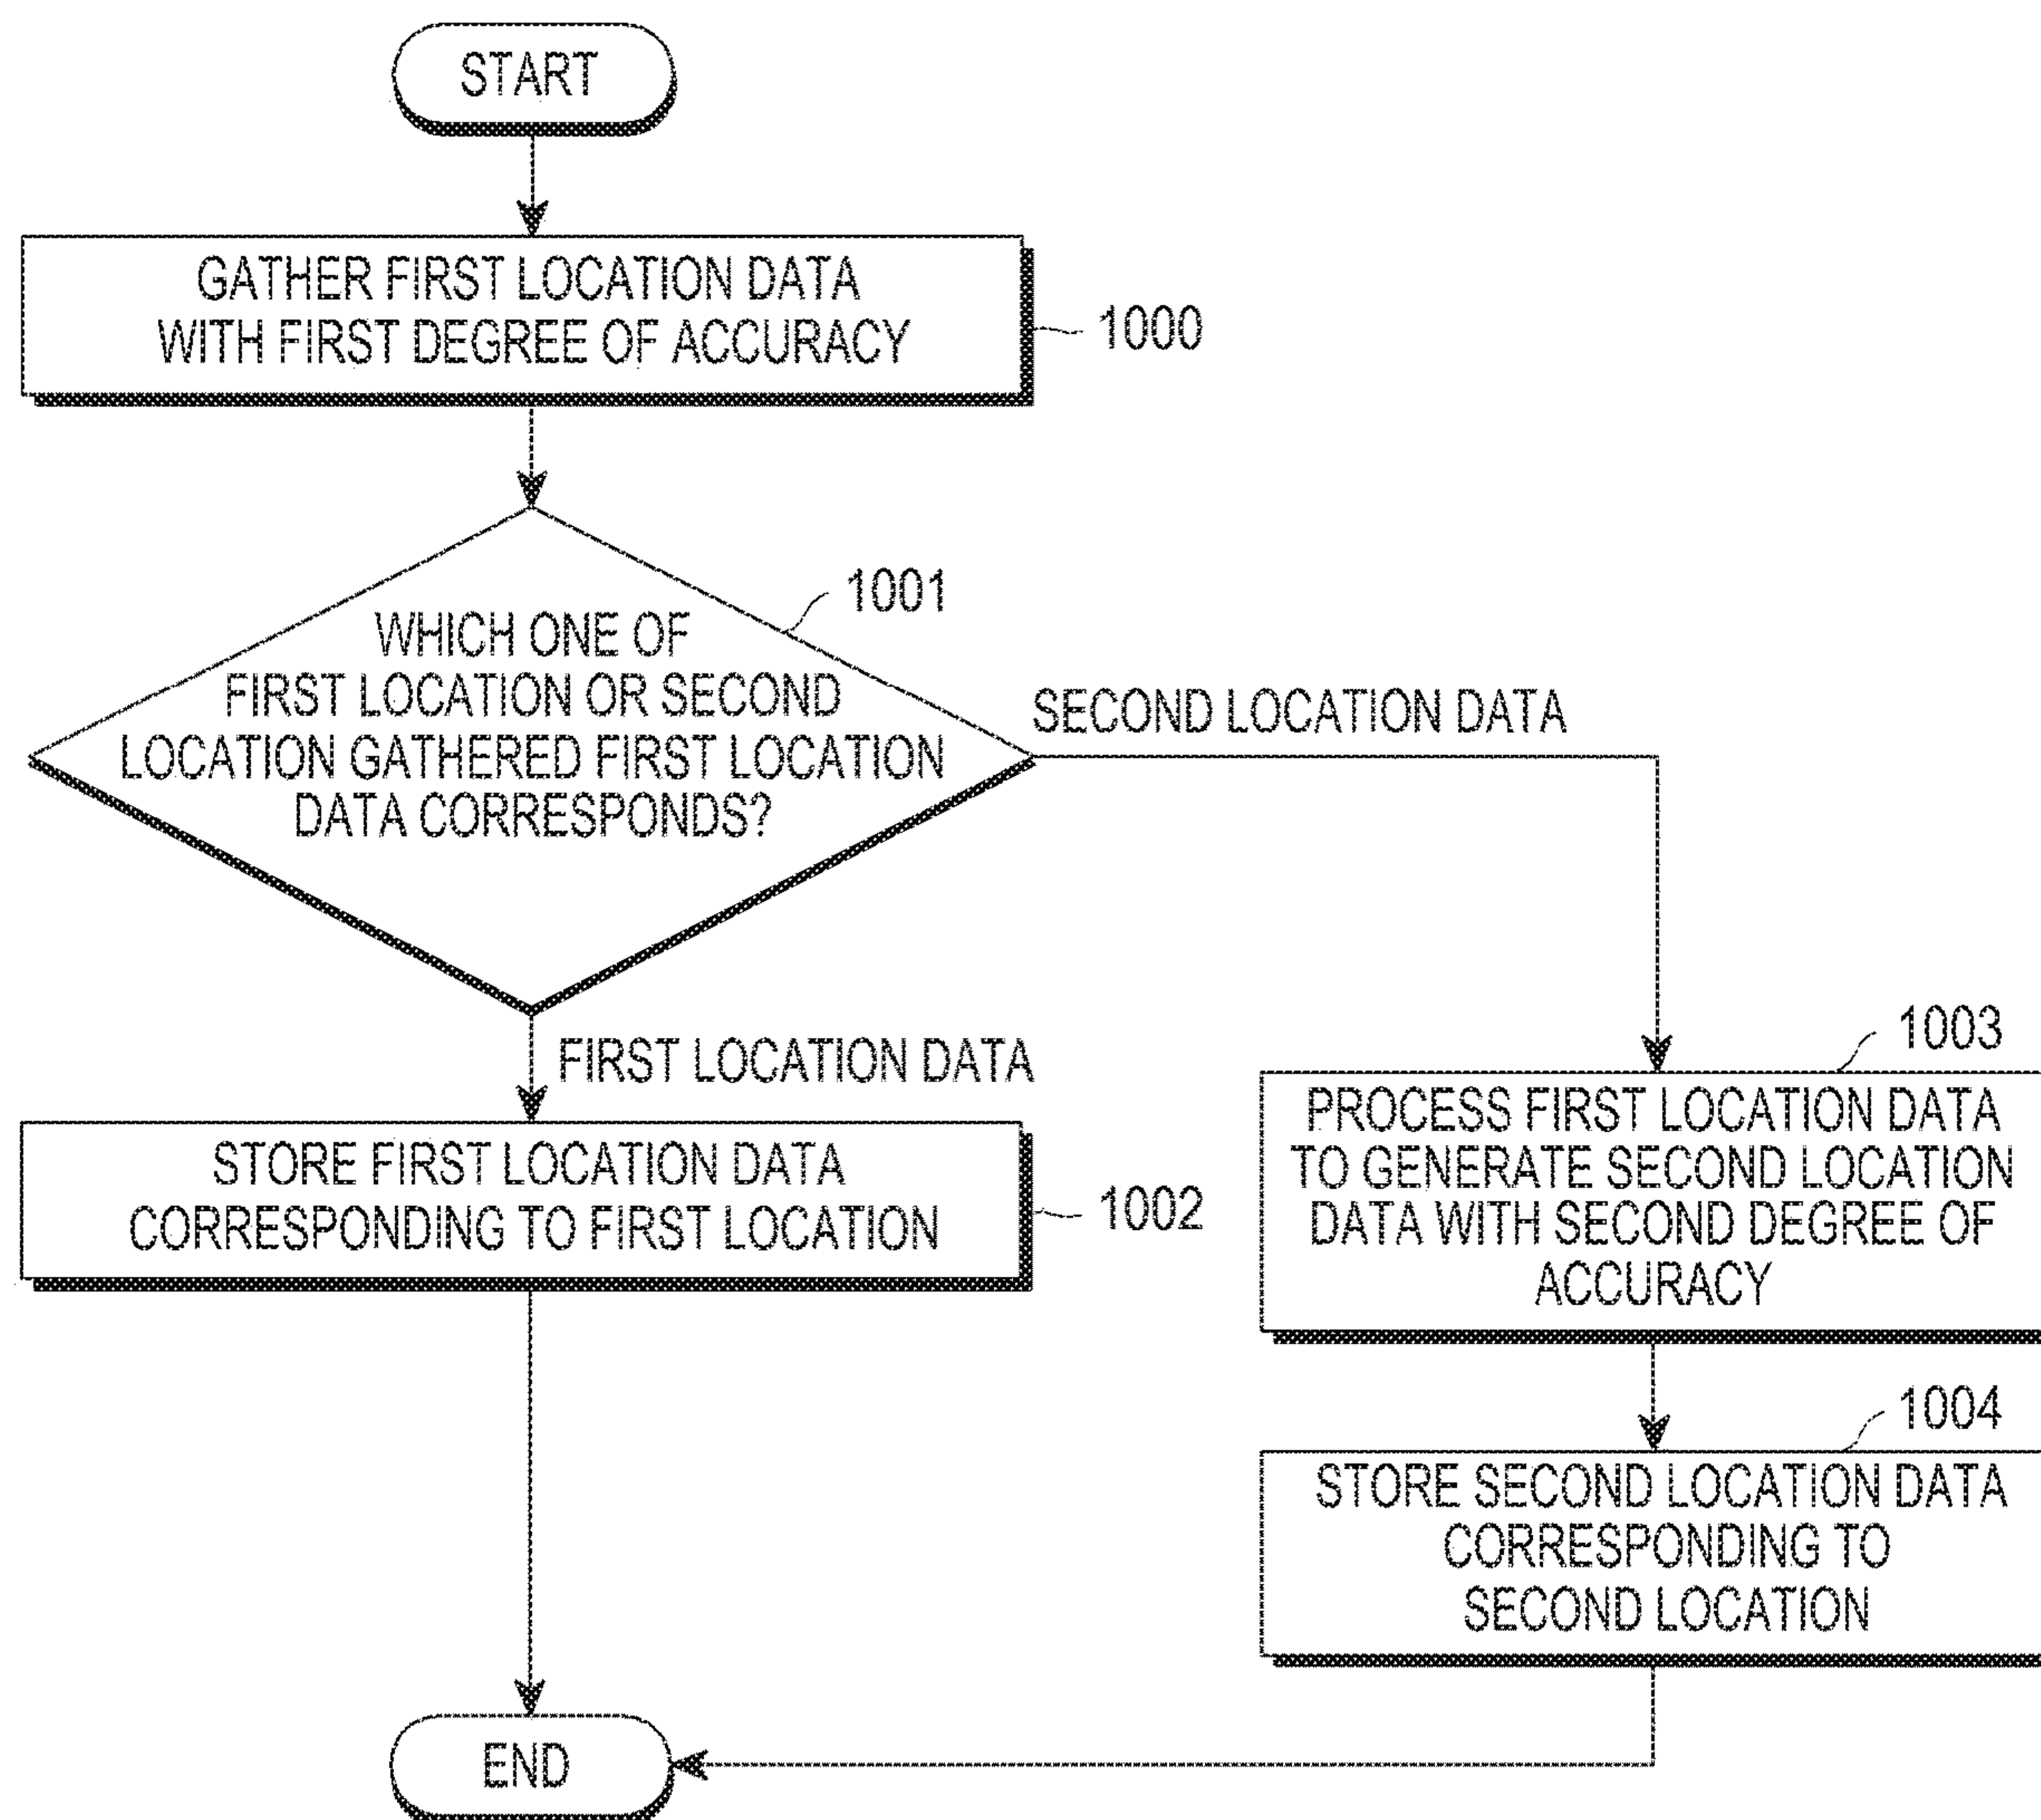 START
GATHER FIRST LOCATION DATA
WITH FIRST DEGREE OF ACCURACY
1000
1001
WHICH ONE OF
FIRST LOCATION OR SECOND
LOCATION GATHERED FIRST LOCATION
DATA CORRESPONDS?
SECOND LOCATION DATA
FIRST LOCATION DATA
STORE FIRST LOCATION DATA
CORRESPONDING TO FIRST LOCATION
1002
1003
PROCESS FIRST LOCATION DATA
TO GENERATE SECOND LOCATION
DATA WITH SECOND DEGREE OF
ACCURACY
1004
STORE SECOND LOCATION DATA
CORRESPONDING TO
SECOND LOCATION
END